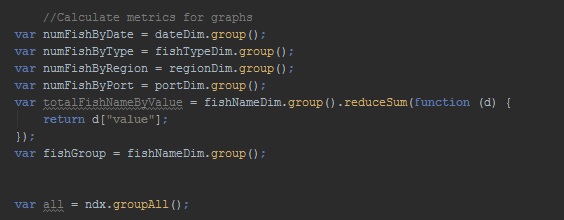 //Calculate metrics for graphs
var numFishByDate = dateDim.group();
var numFishByType = fishTypeDim.group();
var numFishByRegion = regionDim.group();
var numFishByPort = portDim.group();
var totalFishNameByValue = fishNameDim.group().reduceSum(function (d) {
return d["value"];
});
var fishGroup = fishNameDim.group();
var all = ndx.groupAll();